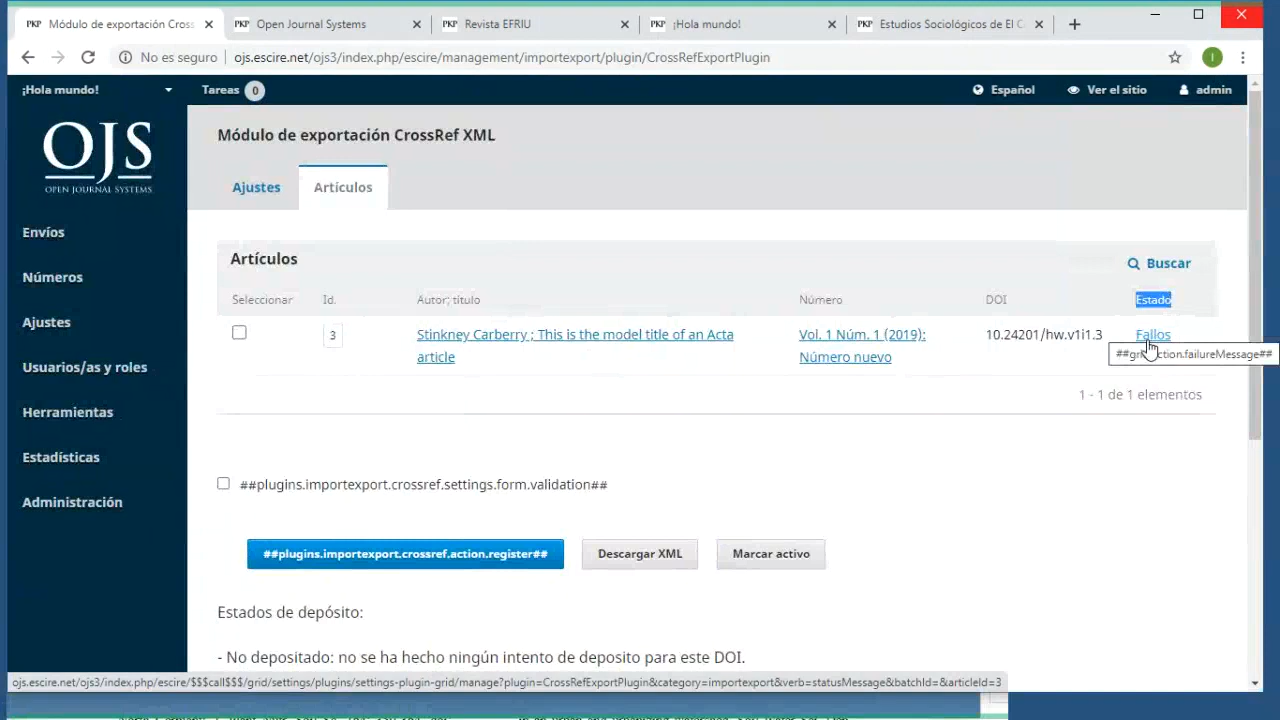 Módulo de exportación Cross
Open Journal Systems
Revista EFRIU
¡Hola mundo!
Estudios Sociológicos de El C
No es seguro
ojs.escire.net/ojs3/index.php/escire/management/importexport/plugin/CrossRefExportPlugin
I
¡Hola mundo!
Tareas 0
Español
Ver el sitio
admin
OJS
OPEN JOURNAL SYSTEMS
Envíos
Números
Ajustes
Usuarios/as y roles
Herramientas
Estadísticas
Administración
Módulo de exportación CrossRef XML
Ajustes
Artículos
Artículos
Buscar
Seleccionar Id. Autor; título Número DOI Estado
3 Stinkney Carberry ; This is the model title of an Acta Vol. 1 Núm. 1 (2019): 10.24201/hw.v1i1.3 Fallos
article Número nuevo
1 - 1 de 1 elementos
##plugins.importexport.crossref.settings.form.validation##
##plugins.importexport.crossref.action.register##
Descargar XML
Marcar activo
Estados de depósito:
- No depositado: no se ha hecho ningún intento de deposito para este DOI.
ojs.escire.net/ojs3/index.php/escire/$$$call$$$/grid/settings/plugins/settings-plugin-grid/manage?plugin=CrossRefExportPlugin&category=importexport&verb=statusMessage&batchId=&articleId=3